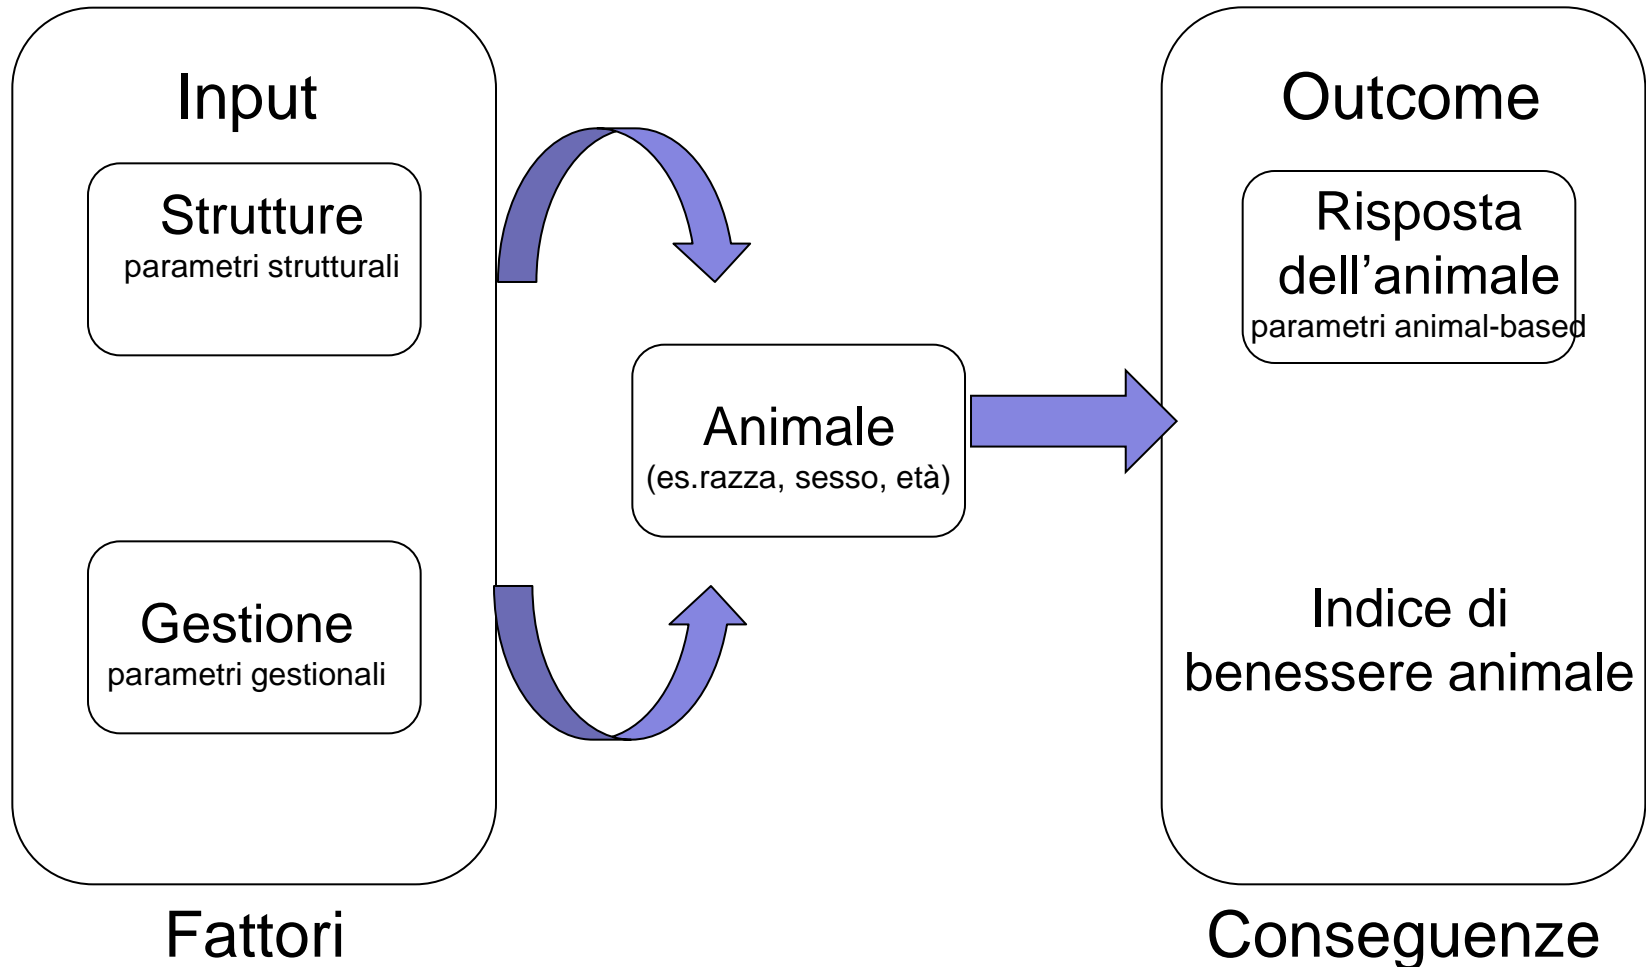 Input
Strutture
parametri strutturali
Gestione
parametri gestionali
Fattori
Animale
(es.razza, sesso, età)
Outcome
Risposta
dell’animale
parametri animal-based
Indice di
benessere animale
Conseguenze